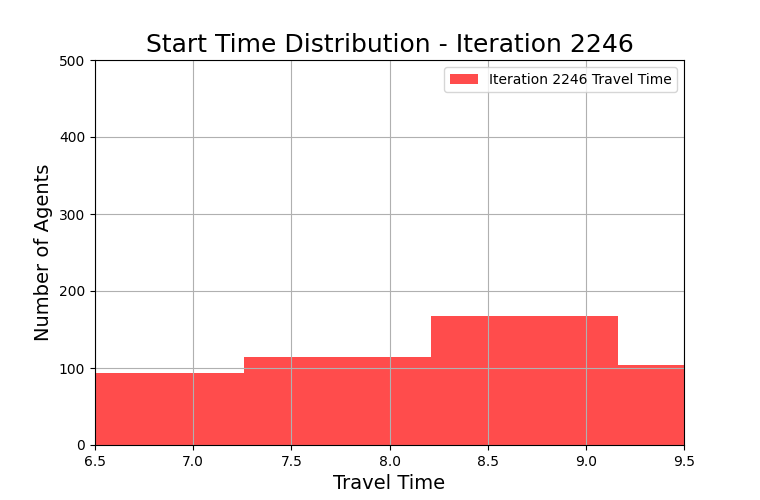 Start Time Distribution - Iteration 2246
Iteration 2246 Travel Time
Number of Agents
500
400
300
200
100
0
6.5 7.0 7.5 8.0 8.5 9.0 9.5
Travel Time